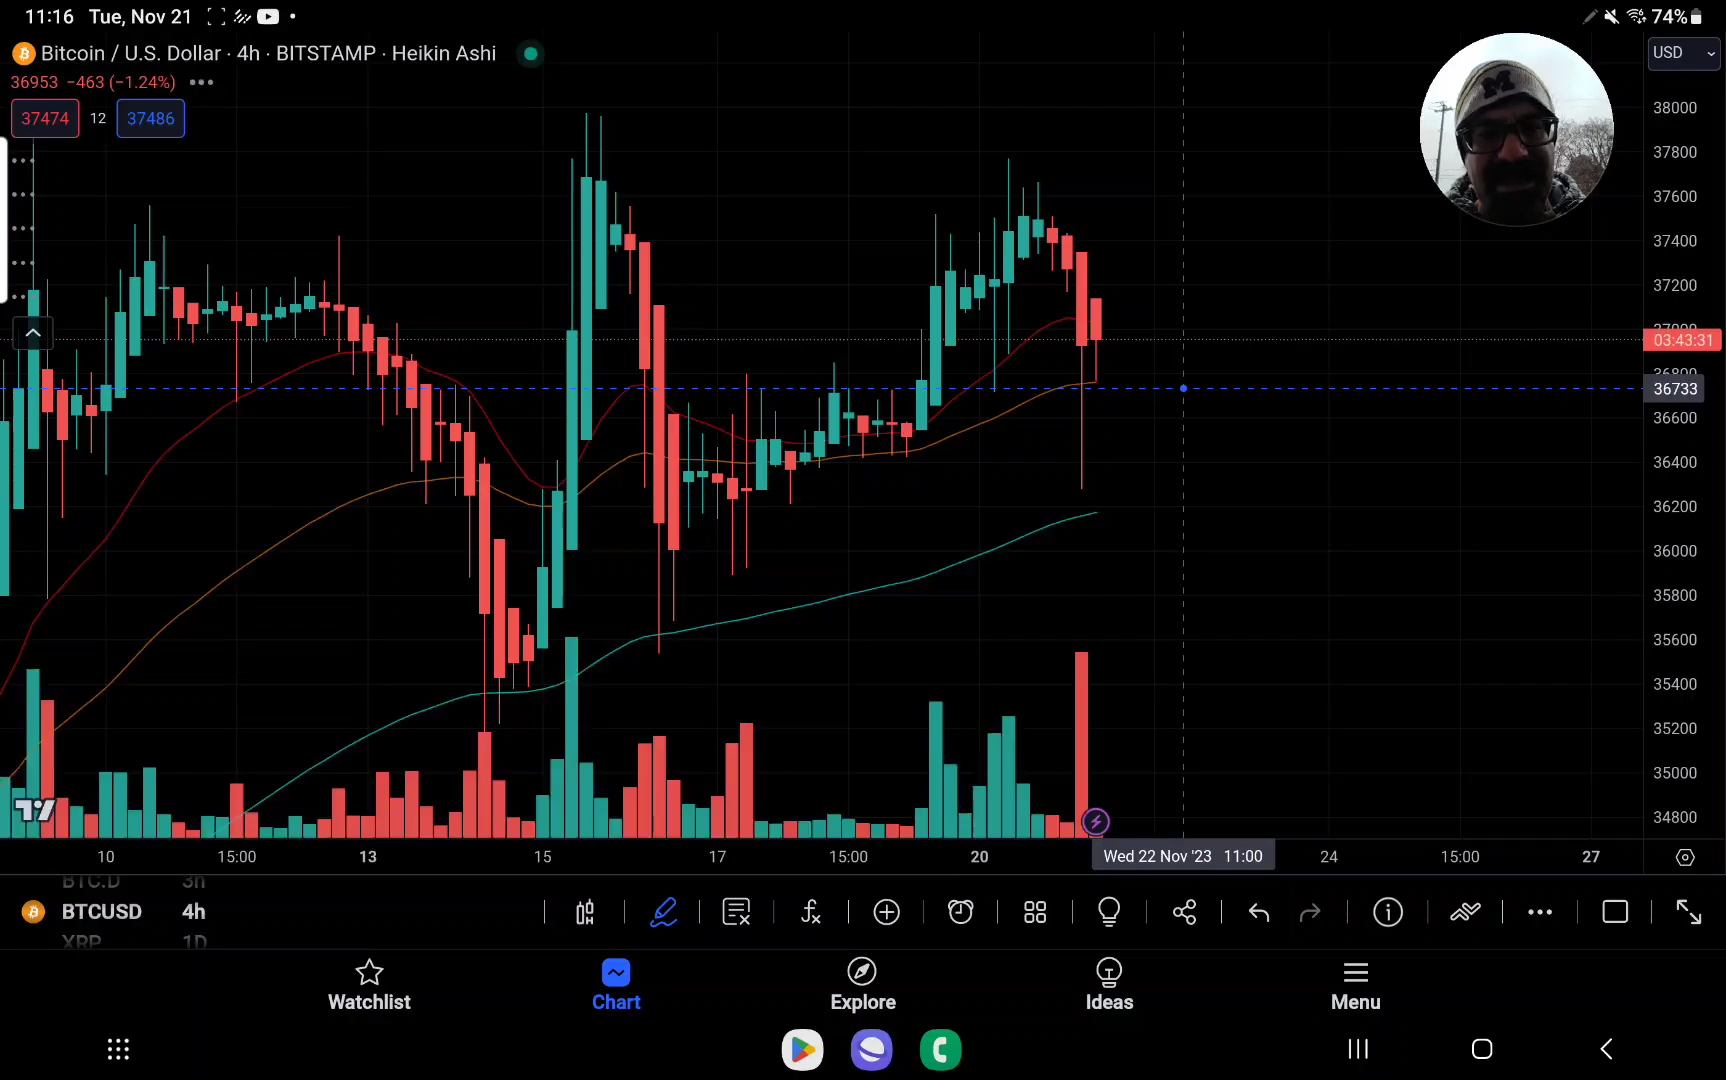 11:16 Tue, Nov 21
74%
Bitcoin / U.S. Dollar · 4h · BITSTAMP · Heikin Ashi
USD
36953 −463 (−1.24%)
37474 12 37486
M
38000
37800
37600
37400
37200
37000
03:43:31
36800
36733
36600
36400
36200
36000
35800
35600
35400
35200
35000
34800
10 15:00 13 15 17 15:00 20 Wed 22 Nov '23 11:00 24 15:00 27
BTC.D 3h
BTCUSD 4h
XRP 1D
Watchlist Chart Explore Ideas Menu